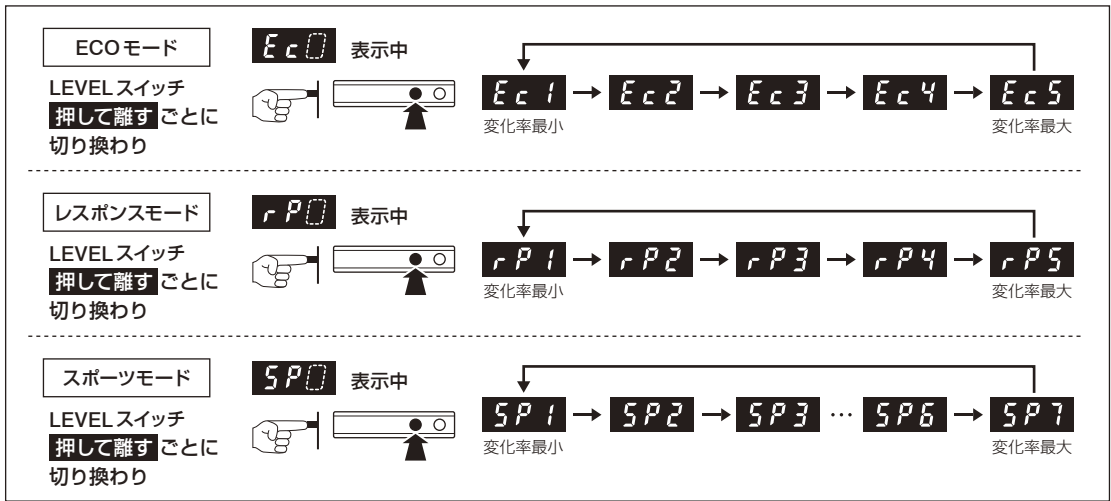 ECOモード
Ec 表示中
LEVELスイッチ
押して離すごとに
切り換わり
Ec1 → Ec2 → Ec3 → Ec4 → Ec5
変化率最小 変化率最大
レスポンスモード
rP 表示中
LEVELスイッチ
押して離すごとに
切り換わり
rP1 → rP2 → rP3 → rP4 → rP5
変化率最小 変化率最大
スポーツモード
SP 表示中
LEVELスイッチ
押して離すごとに
切り換わり
SP1 → SP2 → SP3 … SP6 → SP7
変化率最小 変化率最大